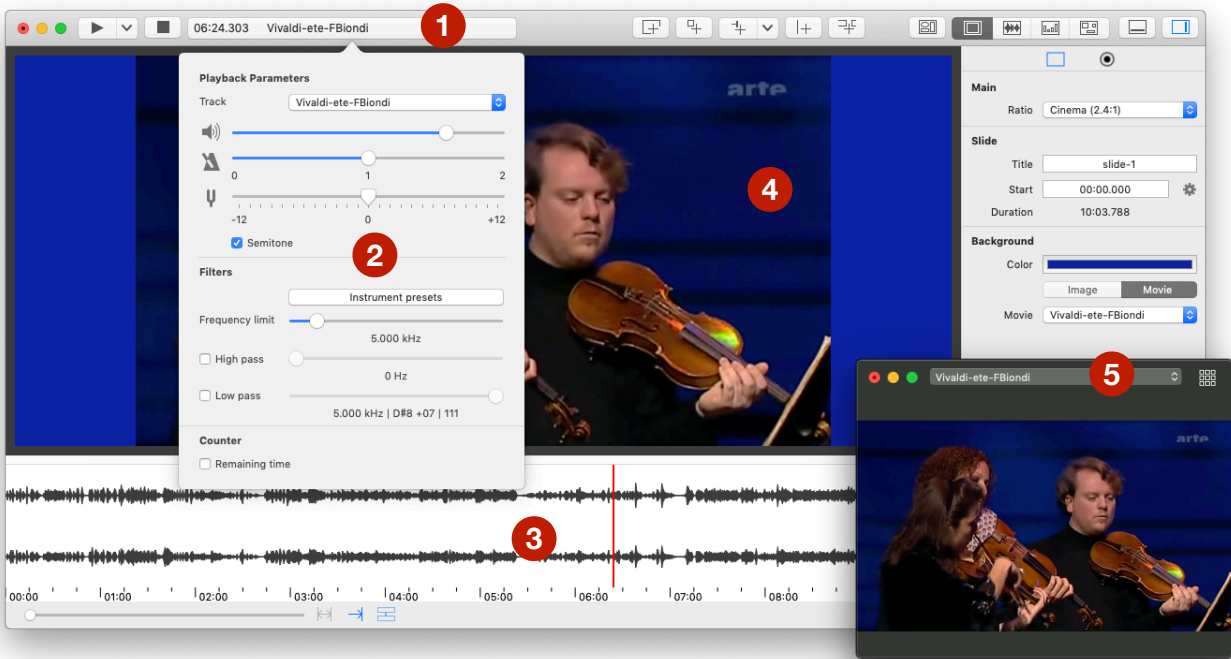 06:24.303 Vivaldi-ete-FBiondi
1
Playback Parameters
Track Vivaldi-ete-FBiondi
0 1 2
-12 0 +12
Semitone
2
Filters
Instrument presets
Frequency limit
5.000 kHz
High pass
0 Hz
Low pass
5.000 kHz | D#8 +07 | 111
Counter
Remaining time
arte
4
Main
Ratio Cinema (2.4:1)
Slide
Title slide-1
Start 00:00.000
Duration 10:03.788
Background
Color
Image Movie
Movie Vivaldi-ete-FBiondi
Vivaldi-ete-FBiondi 5
arte
3
00:00 01:00 02:00 03:00 04:00 05:00 06:00 07:00 08:00